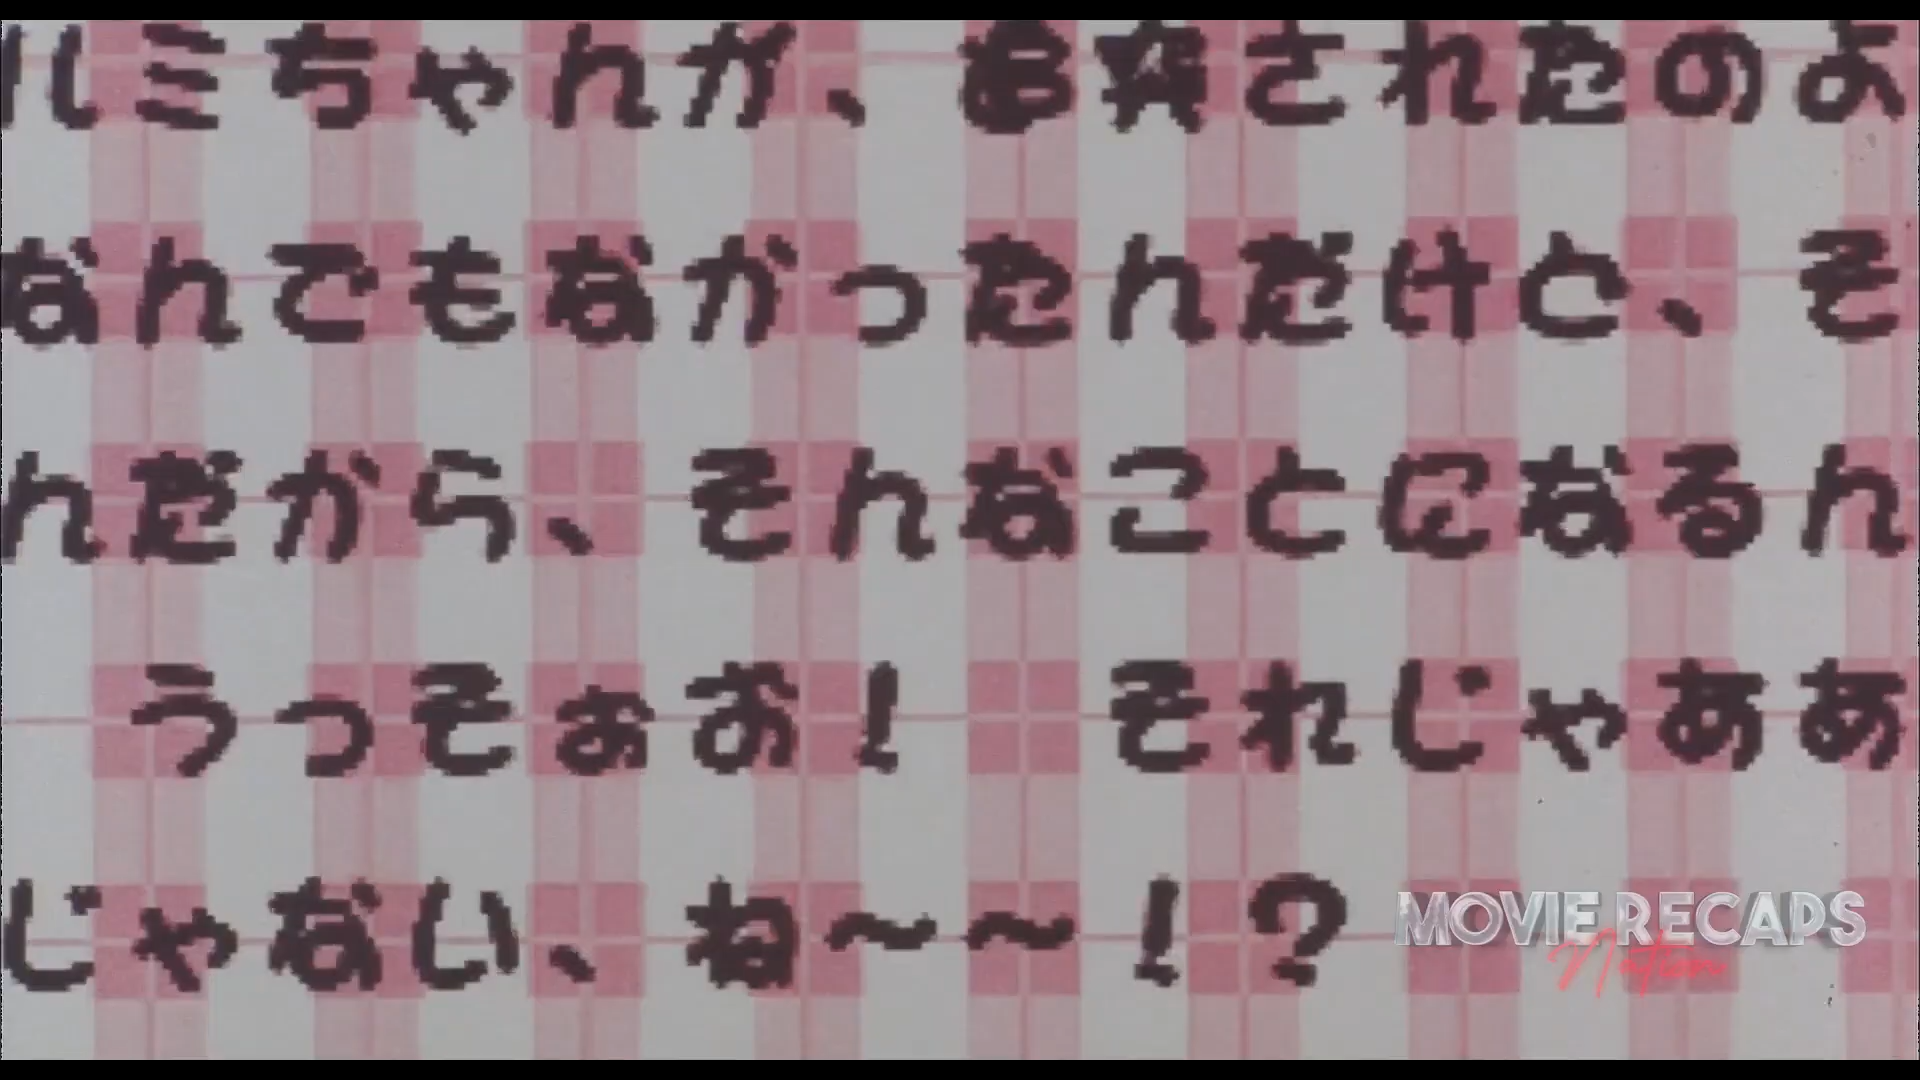 ルミちゃんが、 されたのよ
なんでもなかったんだけど、 そ
んだから、 そんなことになるん
うっそぉお! それじゃああ
じゃない、ね〜〜!?
MOVIE RECAPS
Nation